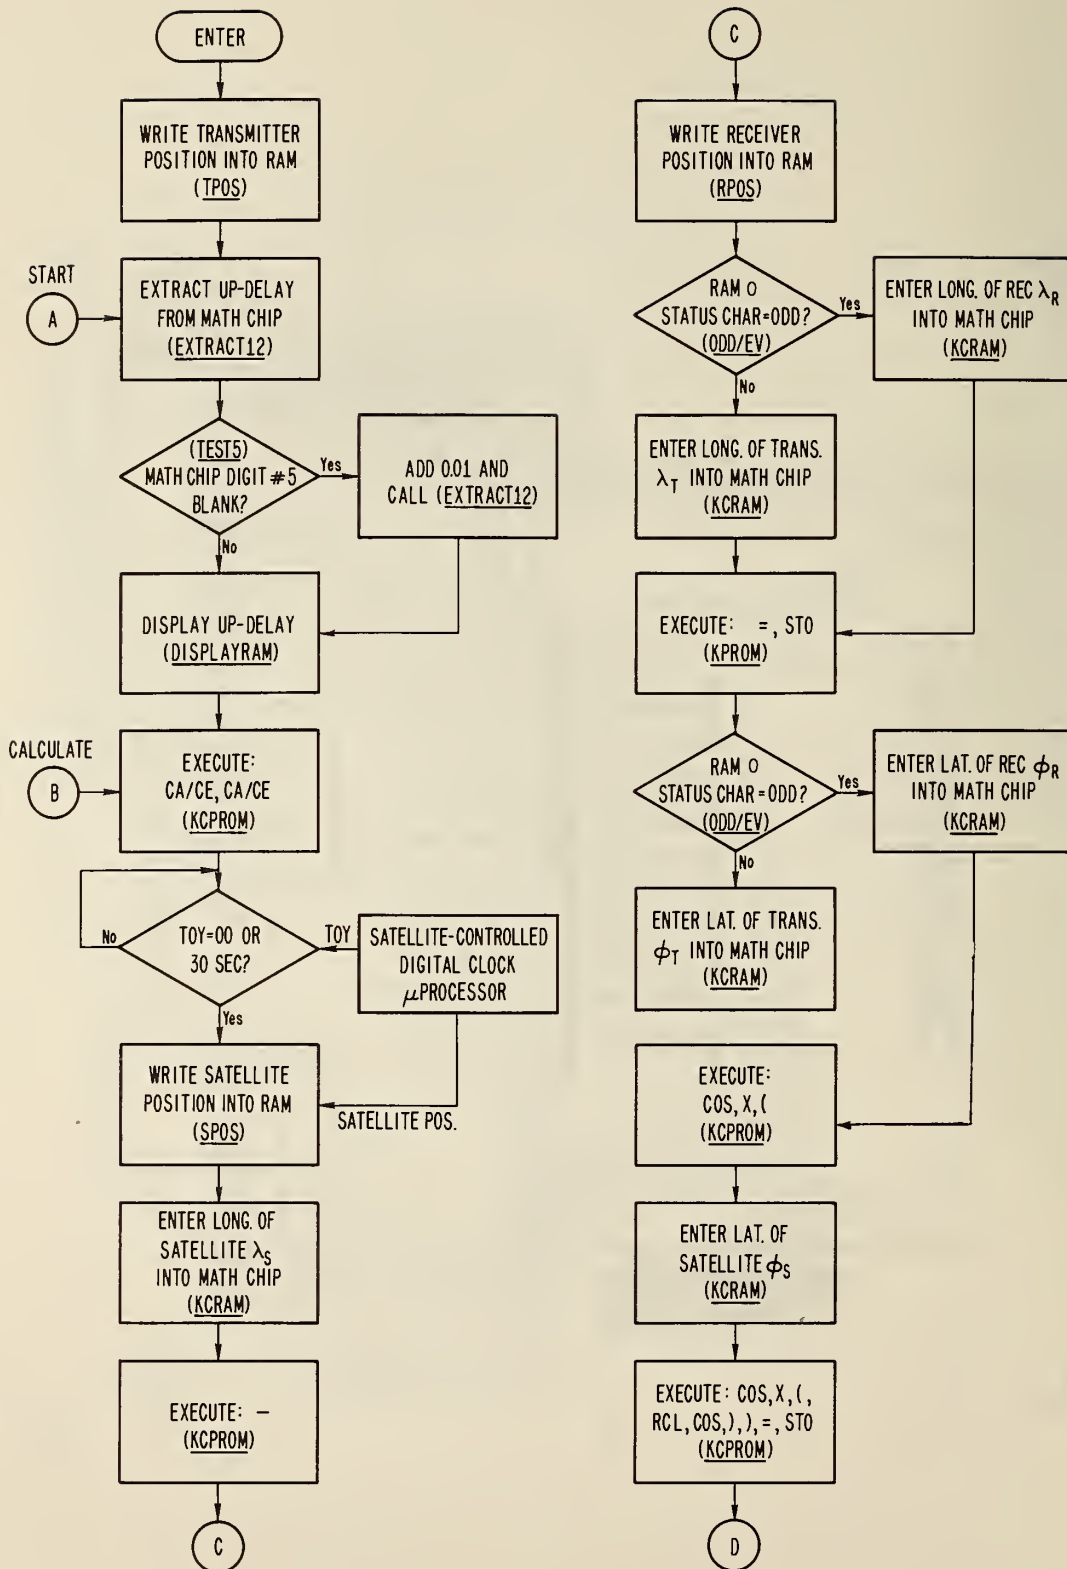 ENTER
WRITE TRANSMITTER
POSITION INTO RAM
(TPOS)
START
A
EXTRACT UP-DELAY
FROM MATH CHIP
(EXTRACT12)
(TEST5)
MATH CHIP DIGIT #5
BLANK?
Yes
ADD 0.01 AND
CALL (EXTRACT12)
No
DISPLAY UP-DELAY
(DISPLAYRAM)
CALCULATE
B
EXECUTE:
CA/CE, CA/CE
(KCPROM)
No
TOY=00 OR
30 SEC?
TOY
SATELLITE-CONTROLLED
DIGITAL CLOCK
μPROCESSOR
Yes
WRITE SATELLITE
POSITION INTO RAM
(SPOS)
SATELLITE POS.
ENTER LONG. OF
SATELLITE λS
INTO MATH CHIP
(KCRAM)
EXECUTE: –
(KCPROM)
C
C
WRITE RECEIVER
POSITION INTO RAM
(RPOS)
RAM 0
STATUS CHAR=ODD?
(ODD/EV)
Yes
ENTER LONG. OF REC λR
INTO MATH CHIP
(KCRAM)
No
ENTER LONG. OF TRANS.
λT INTO MATH CHIP
(KCRAM)
EXECUTE: =, STO
(KPROM)
RAM 0
STATUS CHAR=ODD?
(ODD/EV)
Yes
ENTER LAT. OF REC ϕR
INTO MATH CHIP
(KCRAM)
No
ENTER LAT. OF TRANS.
ϕT INTO MATH CHIP
(KCRAM)
EXECUTE:
COS, X, (
(KCPROM)
ENTER LAT. OF
SATELLITE ϕS
(KCRAM)
EXECUTE: COS, X, (,
RCL, COS, ), ), =, STO
(KCPROM)
D